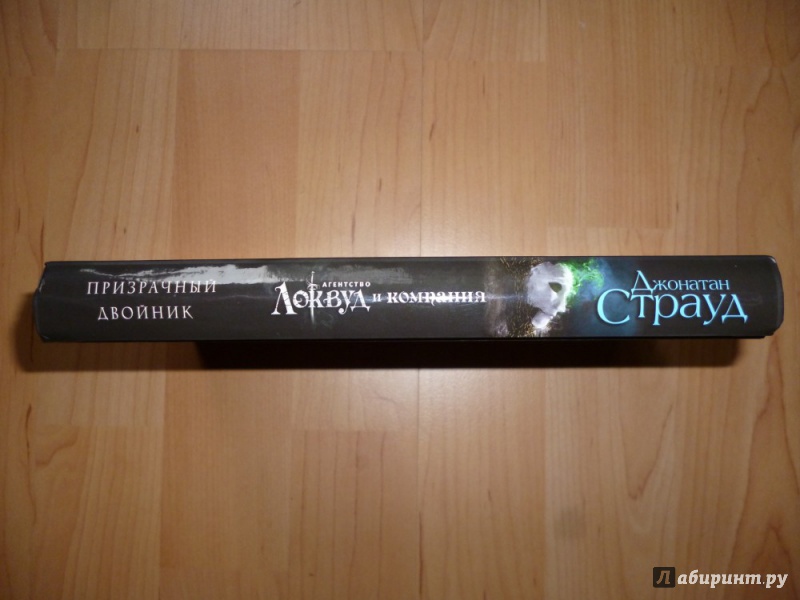 ПРИЗРАЧНЫЙ
ДВОЙНИК
АГЕНТСТВО
ЛОКВУД И КОМПАНИЯ
ДЖОНАТАН
СТРАУД
Лабиринт.ру